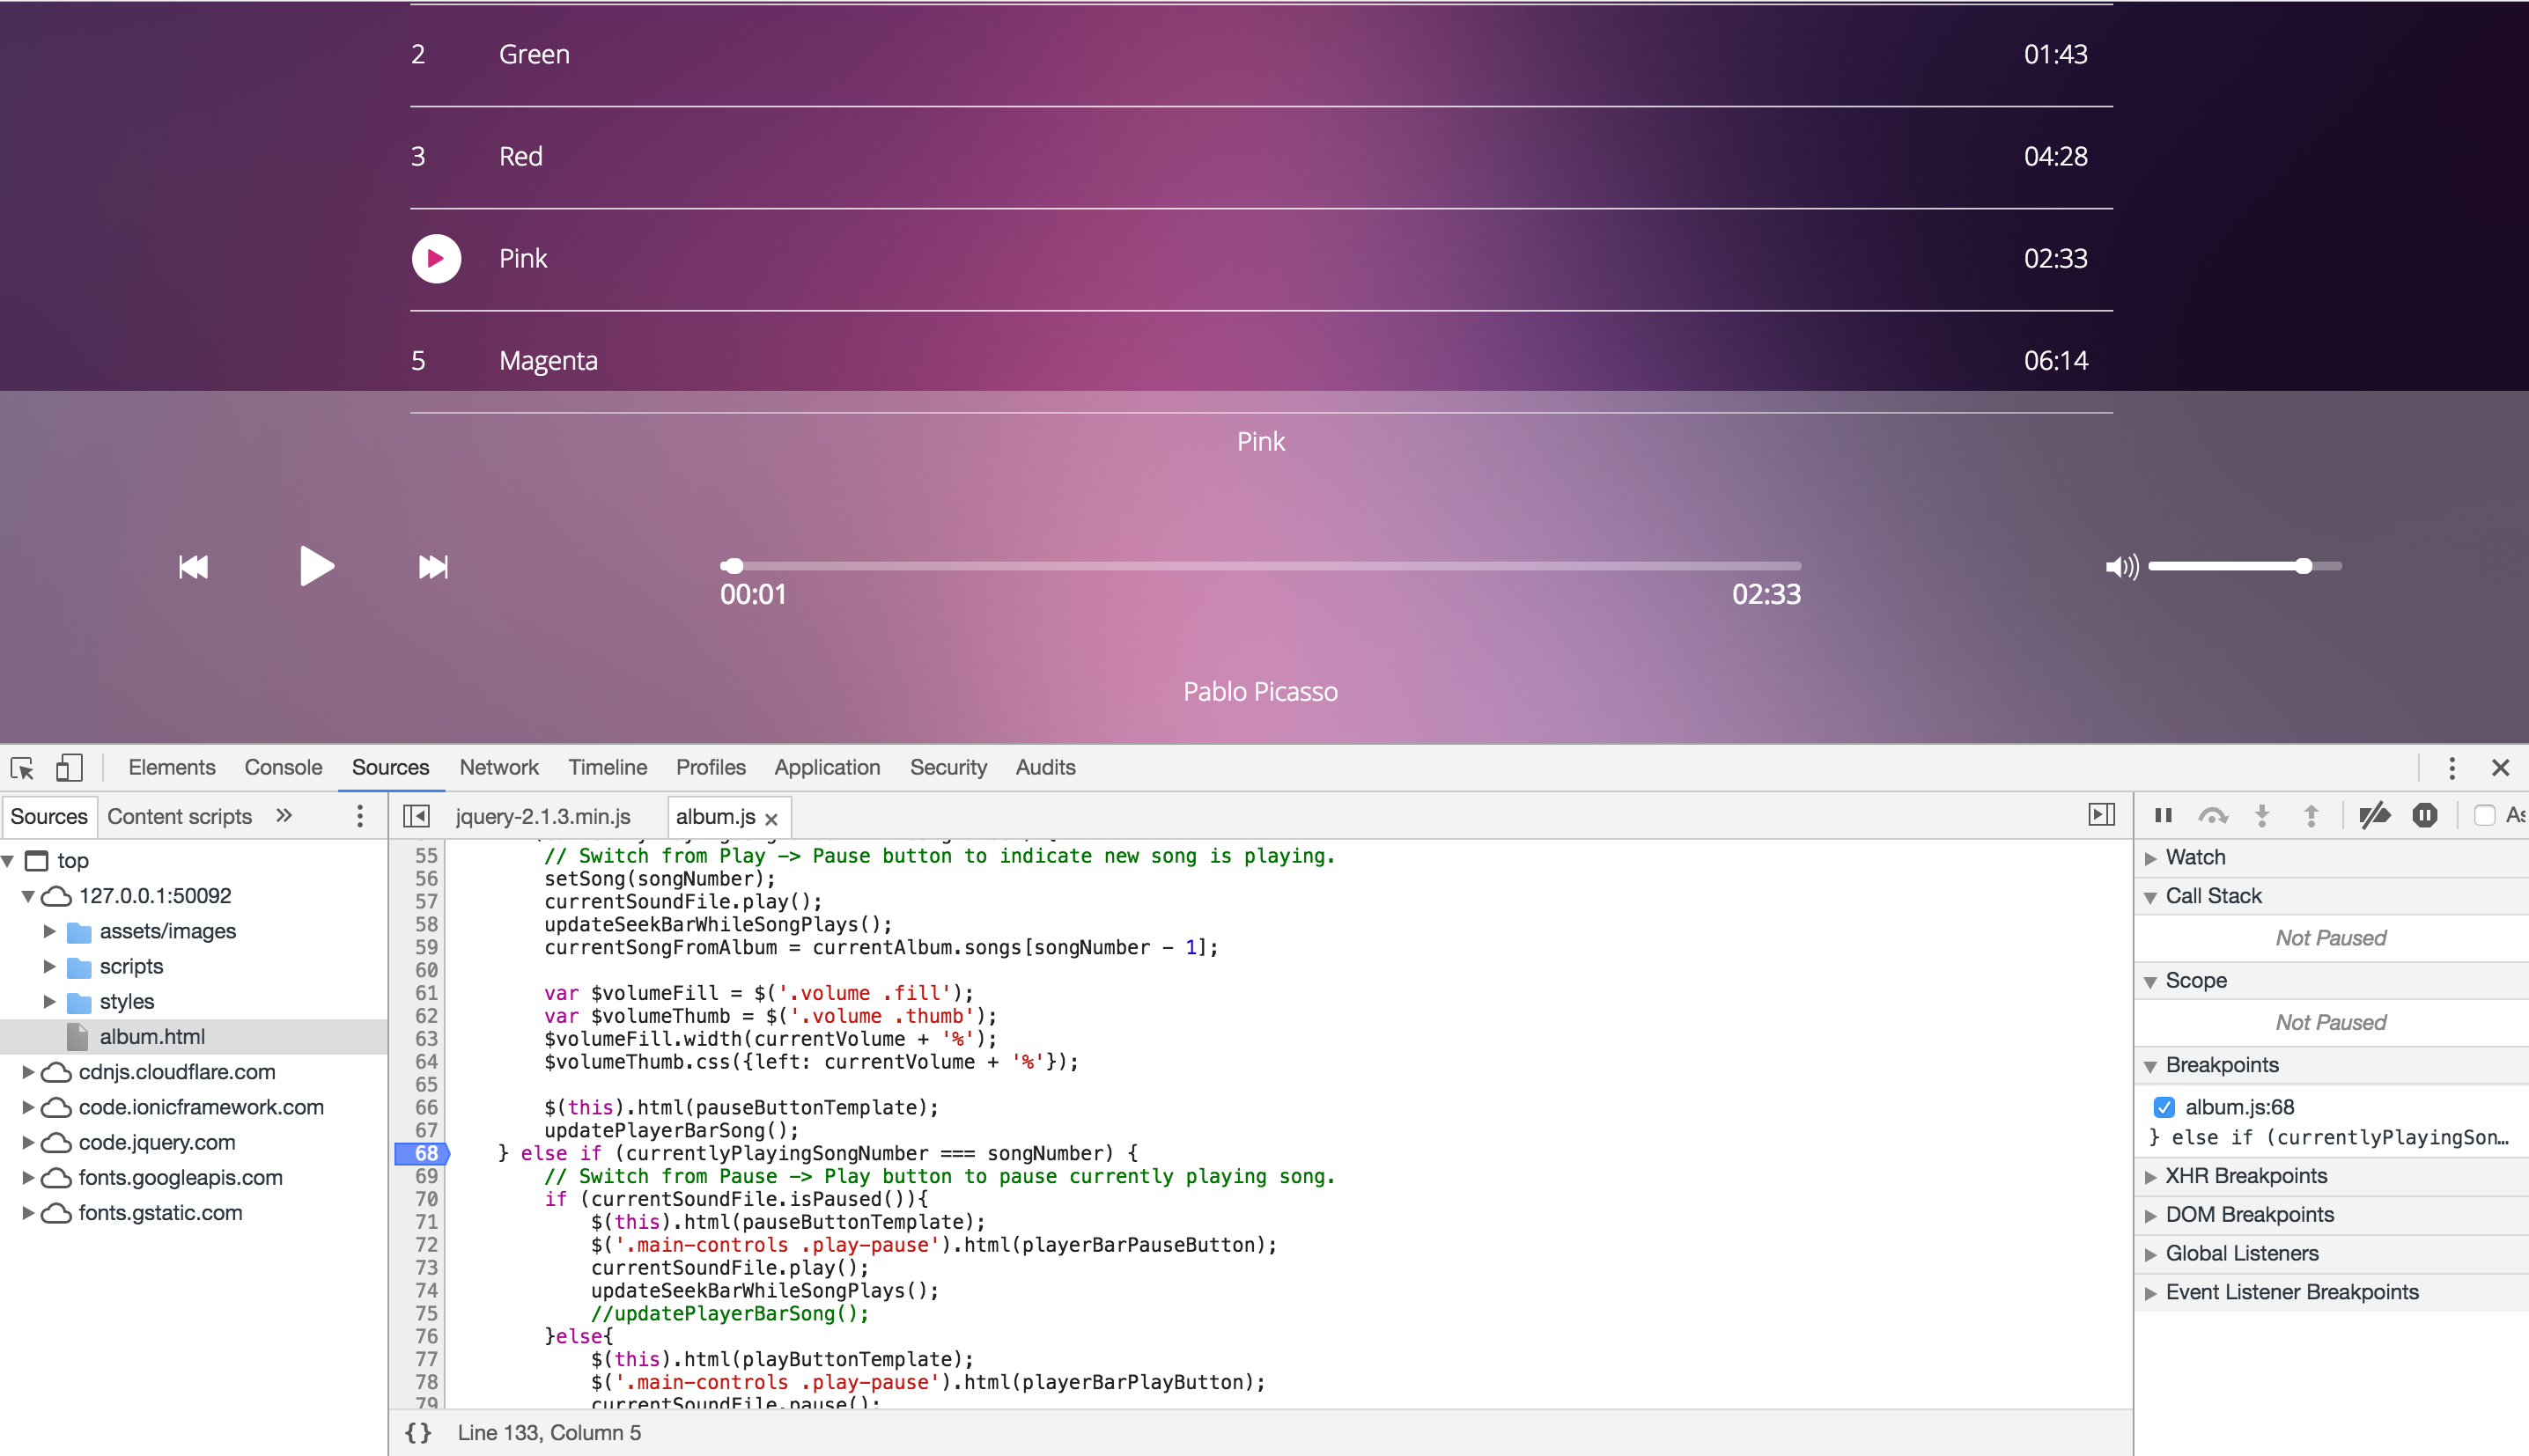 2 Green 01:43
3 Red 04:28
Pink 02:33
5 Magenta 06:14
Pink
00:01 02:33
Pablo Picasso
Elements Console Sources Network Timeline Profiles Application Security Audits
Sources Content scripts »
top
127.0.0.1:50092
assets/images
scripts
styles
album.html
cdnjs.cloudflare.com
code.ionicframework.com
code.jquery.com
fonts.googleapis.com
fonts.gstatic.com
jquery-2.1.3.min.js album.js ×
55 // Switch from Play -> Pause button to indicate new song is playing.
56 setSong(songNumber);
57 currentSoundFile.play();
58 updateSeekBarWhileSongPlays();
59 currentSongFromAlbum = currentAlbum.songs[songNumber - 1];
60
61 var $volumeFill = $('.volume .fill');
62 var $volumeThumb = $('.volume .thumb');
63 $volumeFill.width(currentVolume + '%');
64 $volumeThumb.css({left: currentVolume + '%'});
65
66 $(this).html(pauseButtonTemplate);
67 updatePlayerBarSong();
68 } else if (currentlyPlayingSongNumber === songNumber) {
69 // Switch from Pause -> Play button to pause currently playing song.
70 if (currentSoundFile.isPaused()){
71 $(this).html(pauseButtonTemplate);
72 $('.main-controls .play-pause').html(playerBarPauseButton);
73 currentSoundFile.play();
74 updateSeekBarWhileSongPlays();
75 //updatePlayerBarSong();
76 }else{
77 $(this).html(playButtonTemplate);
78 $('.main-controls .play-pause').html(playerBarPlayButton);
79 currentSoundFile.pause();
{} Line 133, Column 5
As
Watch
Call Stack
Not Paused
Scope
Not Paused
Breakpoints
album.js:68
} else if (currentlyPlayingSon…
XHR Breakpoints
DOM Breakpoints
Global Listeners
Event Listener Breakpoints